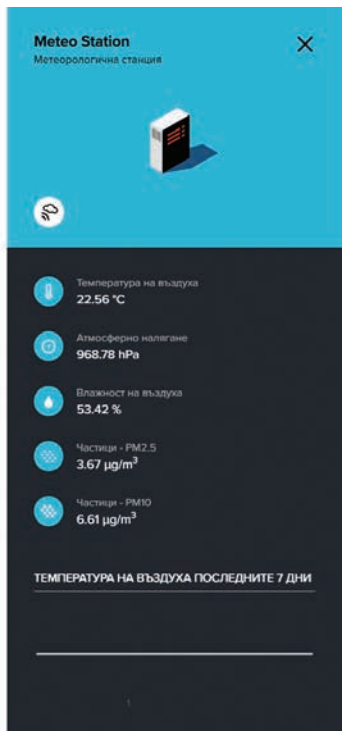 Meteo Station
Метеорологична станция
Температура на въздуха
22.56 °C
Атмосферно налягане
968.78 hPa
Влажност на въздуха
53.42 %
Частици - PM2.5
3.67 μg/m³
Частици - PM10
6.61 μg/m³
ТЕМПЕРАТУРА НА ВЪЗДУХА ПОСЛЕДНИТЕ 7 ДНИ
1